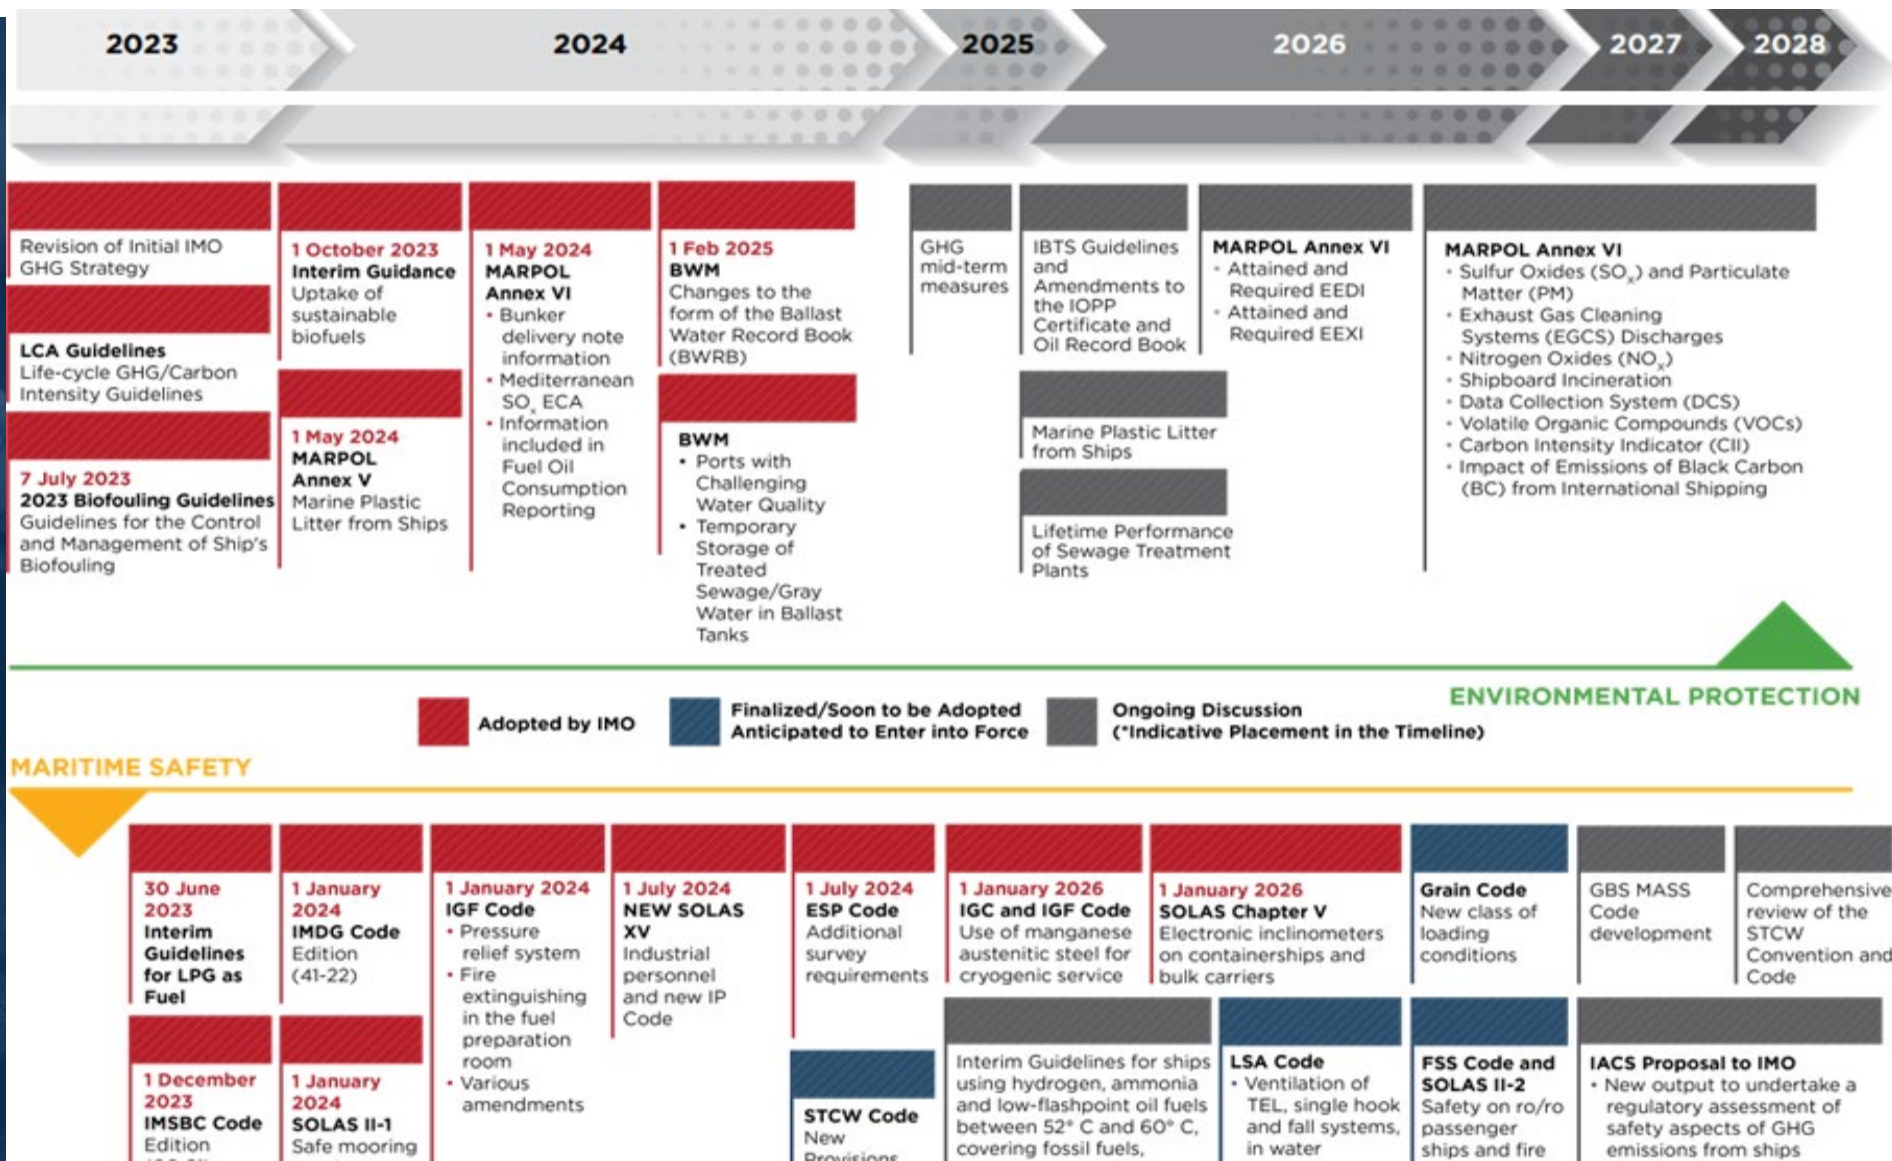 2023
2024
2025
2026
2027
2028
Revision of Initial IMO
GHG Strategy
LCA Guidelines
Life-cycle GHG/Carbon
Intensity Guidelines
7 July 2023
2023 Biofouling Guidelines
Guidelines for the Control
and Management of Ship's
Biofouling
1 October 2023
Interim Guidance
Uptake of
sustainable
biofuels
1 May 2024
MARPOL
Annex V
Marine Plastic
Litter from Ships
1 May 2024
MARPOL
Annex VI
• Bunker
delivery note
information
• Mediterranean
SOx ECA
• Information
included in
Fuel Oil
Consumption
Reporting
1 Feb 2025
BWM
Changes to the
form of the Ballast
Water Record Book
(BWRB)
BWM
• Ports with
Challenging
Water Quality
• Temporary
Storage of
Treated
Sewage/Gray
Water in Ballast
Tanks
GHG
mid-term
measures
IBTS Guidelines
and
Amendments to
the IOPP
Certificate and
Oil Record Book
Marine Plastic Litter
from Ships
Lifetime Performance
of Sewage Treatment
Plants
MARPOL Annex VI
• Attained and
Required EEDI
• Attained and
Required EEXI
MARPOL Annex VI
• Sulfur Oxides (SOx) and Particulate
Matter (PM)
• Exhaust Gas Cleaning
Systems (EGCS) Discharges
• Nitrogen Oxides (NOx)
• Shipboard Incineration
• Data Collection System (DCS)
• Volatile Organic Compounds (VOCs)
• Carbon Intensity Indicator (CII)
• Impact of Emissions of Black Carbon
(BC) from International Shipping
ENVIRONMENTAL PROTECTION
Adopted by IMO
Finalized/Soon to be Adopted
Anticipated to Enter into Force
Ongoing Discussion
(*Indicative Placement in the Timeline)
MARITIME SAFETY
30 June
2023
Interim
Guidelines
for LPG as
Fuel
1 December
2023
IMSBC Code
Edition
1 January
2024
IMDG Code
Edition
(41-22)
1 January
2024
SOLAS II-1
Safe mooring
1 January 2024
IGF Code
• Pressure
relief system
• Fire
extinguishing
in the fuel
preparation
room
• Various
amendments
1 July 2024
NEW SOLAS
XV
Industrial
personnel
and new IP
Code
1 July 2024
ESP Code
Additional
survey
requirements
STCW Code
New
Provisions
1 January 2026
IGC and IGF Code
Use of manganese
austenitic steel for
cryogenic service
Interim Guidelines for ships
using hydrogen, ammonia
and low-flashpoint oil fuels
between 52° C and 60° C,
covering fossil fuels,
1 January 2026
SOLAS Chapter V
Electronic inclinometers
on containerships and
bulk carriers
LSA Code
• Ventilation of
TEL, single hook
and fall systems,
in water
Grain Code
New class of
loading
conditions
FSS Code and
SOLAS II-2
Safety on ro/ro
passenger
ships and fire
GBS MASS
Code
development
Comprehensive
review of the
STCW
Convention and
Code
IACS Proposal to IMO
• New output to undertake a
regulatory assessment of
safety aspects of GHG
emissions from ships